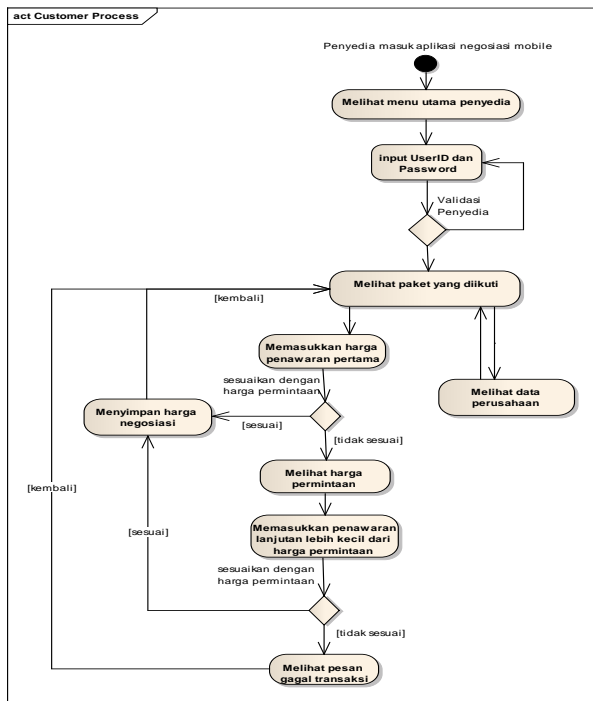 act Customer Process
Penyedia masuk aplikasi negosiasi mobile
Melihat menu utama penyedia
input UserID dan
Password
Validasi
Penyedia
Melihat paket yang diikuti
[kembali]
Memasukkan harga
penawaran pertama
sesuaikan dengan
harga permintaan
Melihat data
perusahaan
Menyimpan harga
negosiasi
[sesuai]
[tidak sesuai]
Melihat harga
permintaan
[kembali]
Memasukkan penawaran
lanjutan lebih kecil dari
harga permintaan
[sesuai]
sesuaikan dengan
harga permintaan
[tidak sesuai]
Melihat pesan
gagal transaksi